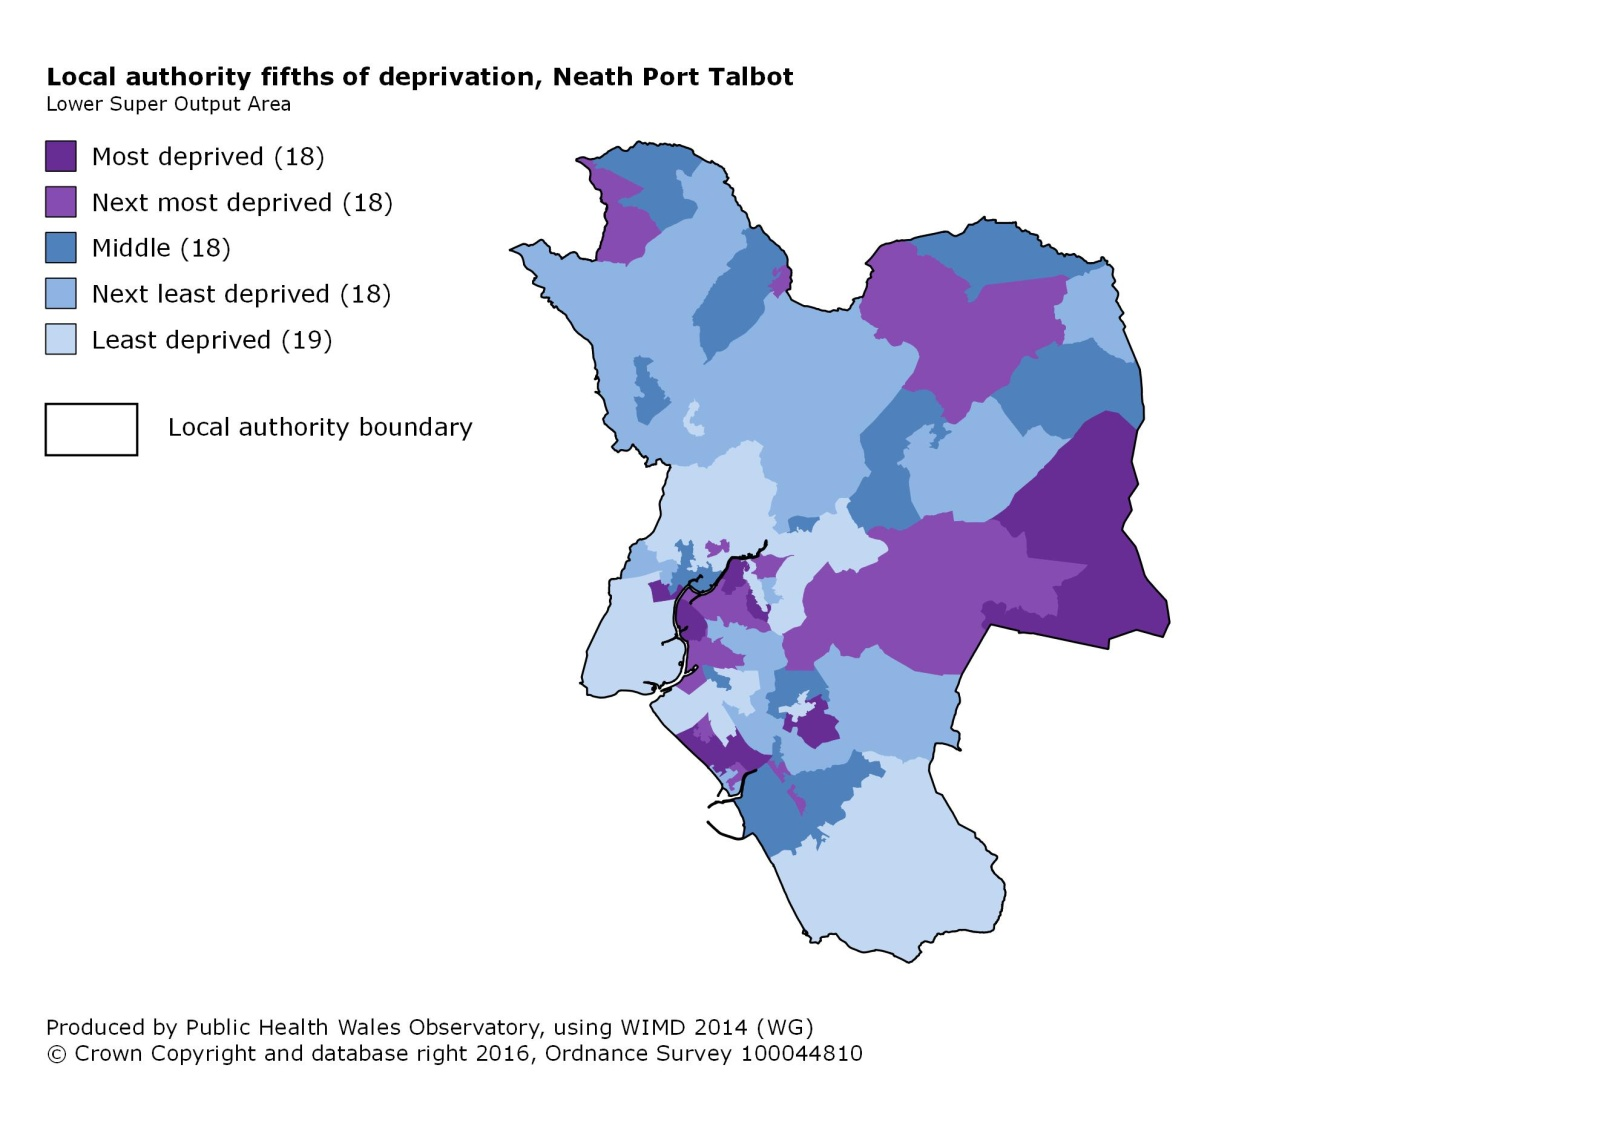 Local authority fifths of deprivation, Neath Port Talbot
Lower Super Output Area
Most deprived (18)
Next most deprived (18)
Middle (18)
Next least deprived (18)
Least deprived (19)
Local authority boundary
Produced by Public Health Wales Observatory, using WIMD 2014 (WG)
© Crown Copyright and database right 2016, Ordnance Survey 100044810